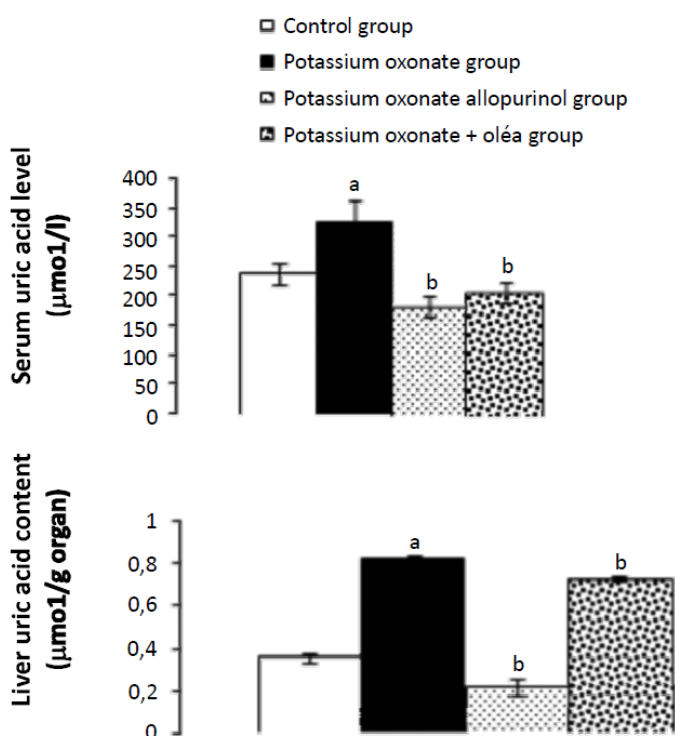 Control group
Potassium oxonate group
Potassium oxonate allopurinol group
Potassium oxonate + oléa group
Serum uric acid level
(µmo1/l)
400
350
300
250
200
150
100
50
0
a
b
b
Liver uric acid content
(µmo1/g organ)
1
0,8
0,6
0,4
0,2
0
a
b
b